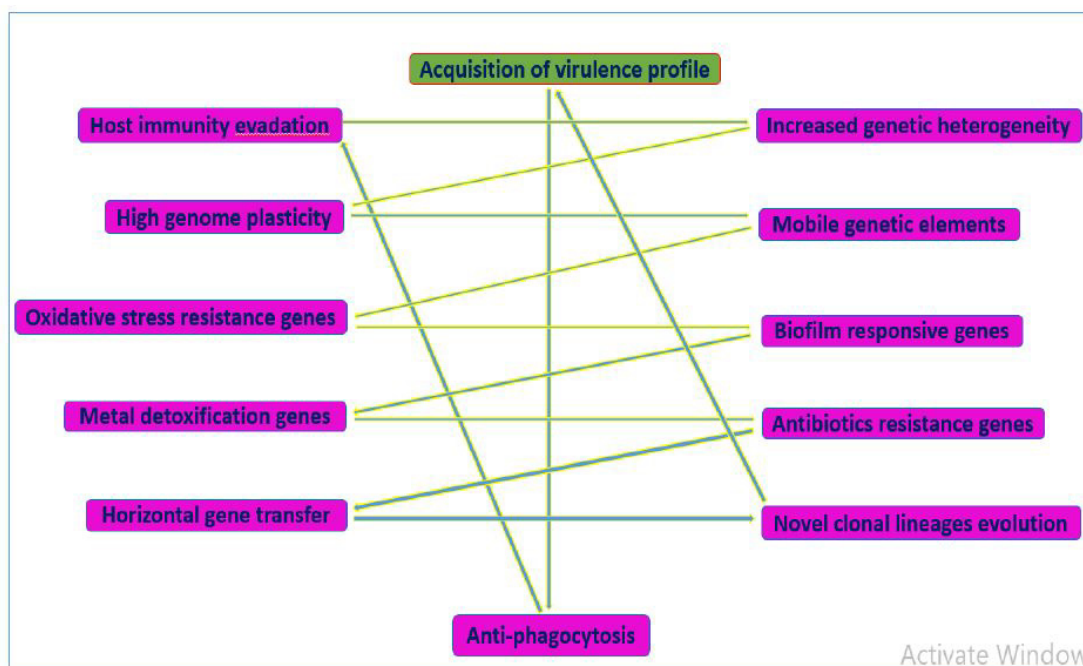 Acquisition of virulence profile
Host immunity evadation
Increased genetic heterogeneity
High genome plasticity
Mobile genetic elements
Oxidative stress resistance genes
Biofilm responsive genes
Metal detoxification genes
Antibiotics resistance genes
Horizontal gene transfer
Novel clonal lineages evolution
Anti-phagocytosis
Activate Window